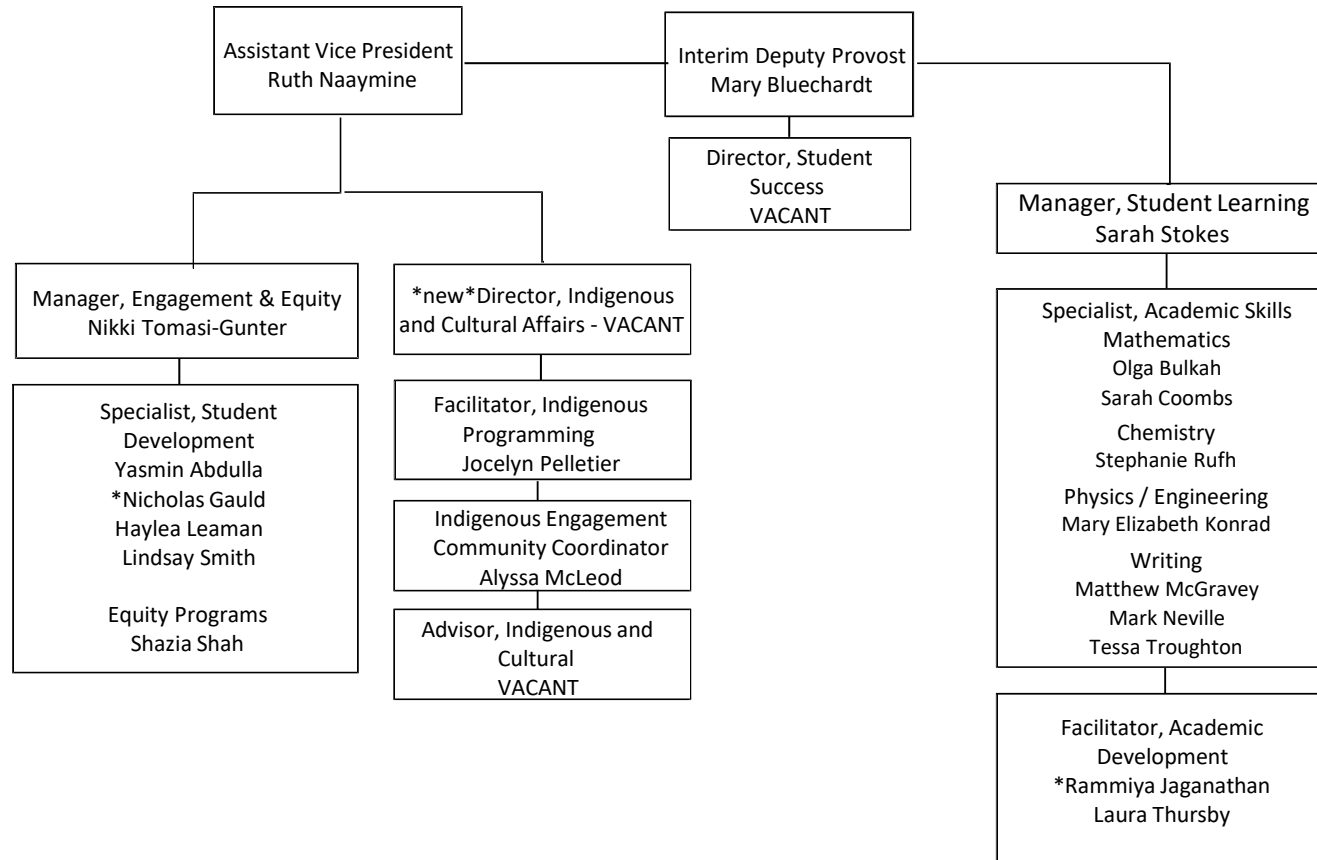 Assistant Vice President
Ruth Naaymine
Interim Deputy Provost
Mary Bluechardt
Director, Student
Success
VACANT
Manager, Student Learning
Sarah Stokes
Manager, Engagement & Equity
Nikki Tomasi-Gunter
*new*Director, Indigenous
and Cultural Affairs - VACANT
Specialist, Student
Development
Yasmin Abdulla
*Nicholas Gauld
Haylea Leaman
Lindsay Smith
Equity Programs
Shazia Shah
Facilitator, Indigenous
Programming
Jocelyn Pelletier
Indigenous Engagement
Community Coordinator
Alyssa McLeod
Advisor, Indigenous and
Cultural
VACANT
Specialist, Academic Skills
Mathematics
Olga Bulkah
Sarah Coombs
Chemistry
Stephanie Rufh
Physics / Engineering
Mary Elizabeth Konrad
Writing
Matthew McGravey
Mark Neville
Tessa Troughton
Facilitator, Academic
Development
*Rammiya Jaganathan
Laura Thursby